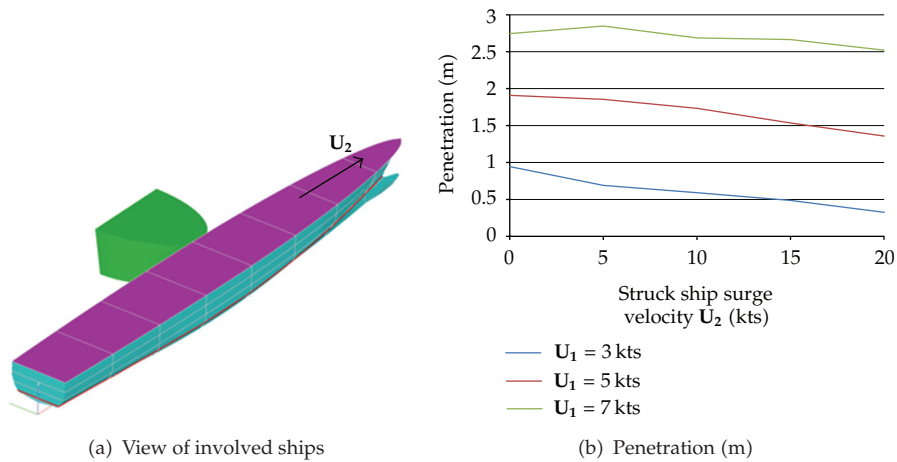 U₂
(a) View of involved ships
3
2.5
2
1.5
1
0.5
0
Penetration (m)
0 5 10 15 20
Struck ship surge
velocity U₂ (kts)
U₁ = 3 kts
U₁ = 5 kts
U₁ = 7 kts
(b) Penetration (m)